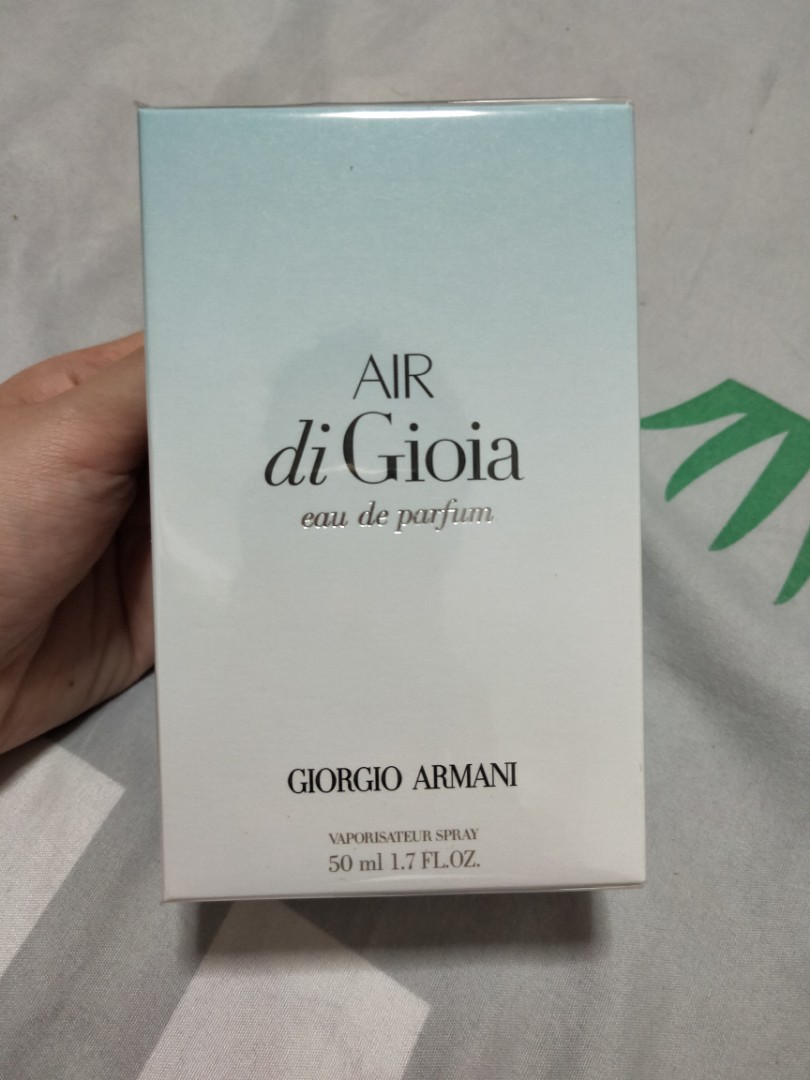 AIR
di Gioia
eau de parfum
GIORGIO ARMANI
VAPORISATEUR SPRAY
50 ml 1.7 FL.OZ.